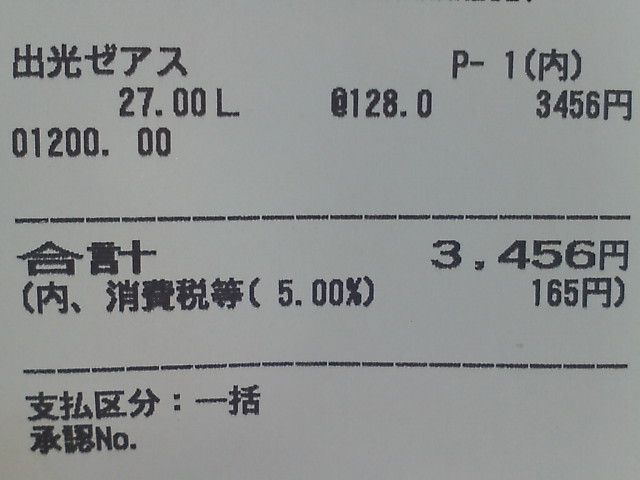 出光ゼアス P- 1(内)
27.00L @128.0 3456円
01200. 00
合計 3,456円
(内、消費税等( 5.00%) 165円)
支払区分：一括
承認No.